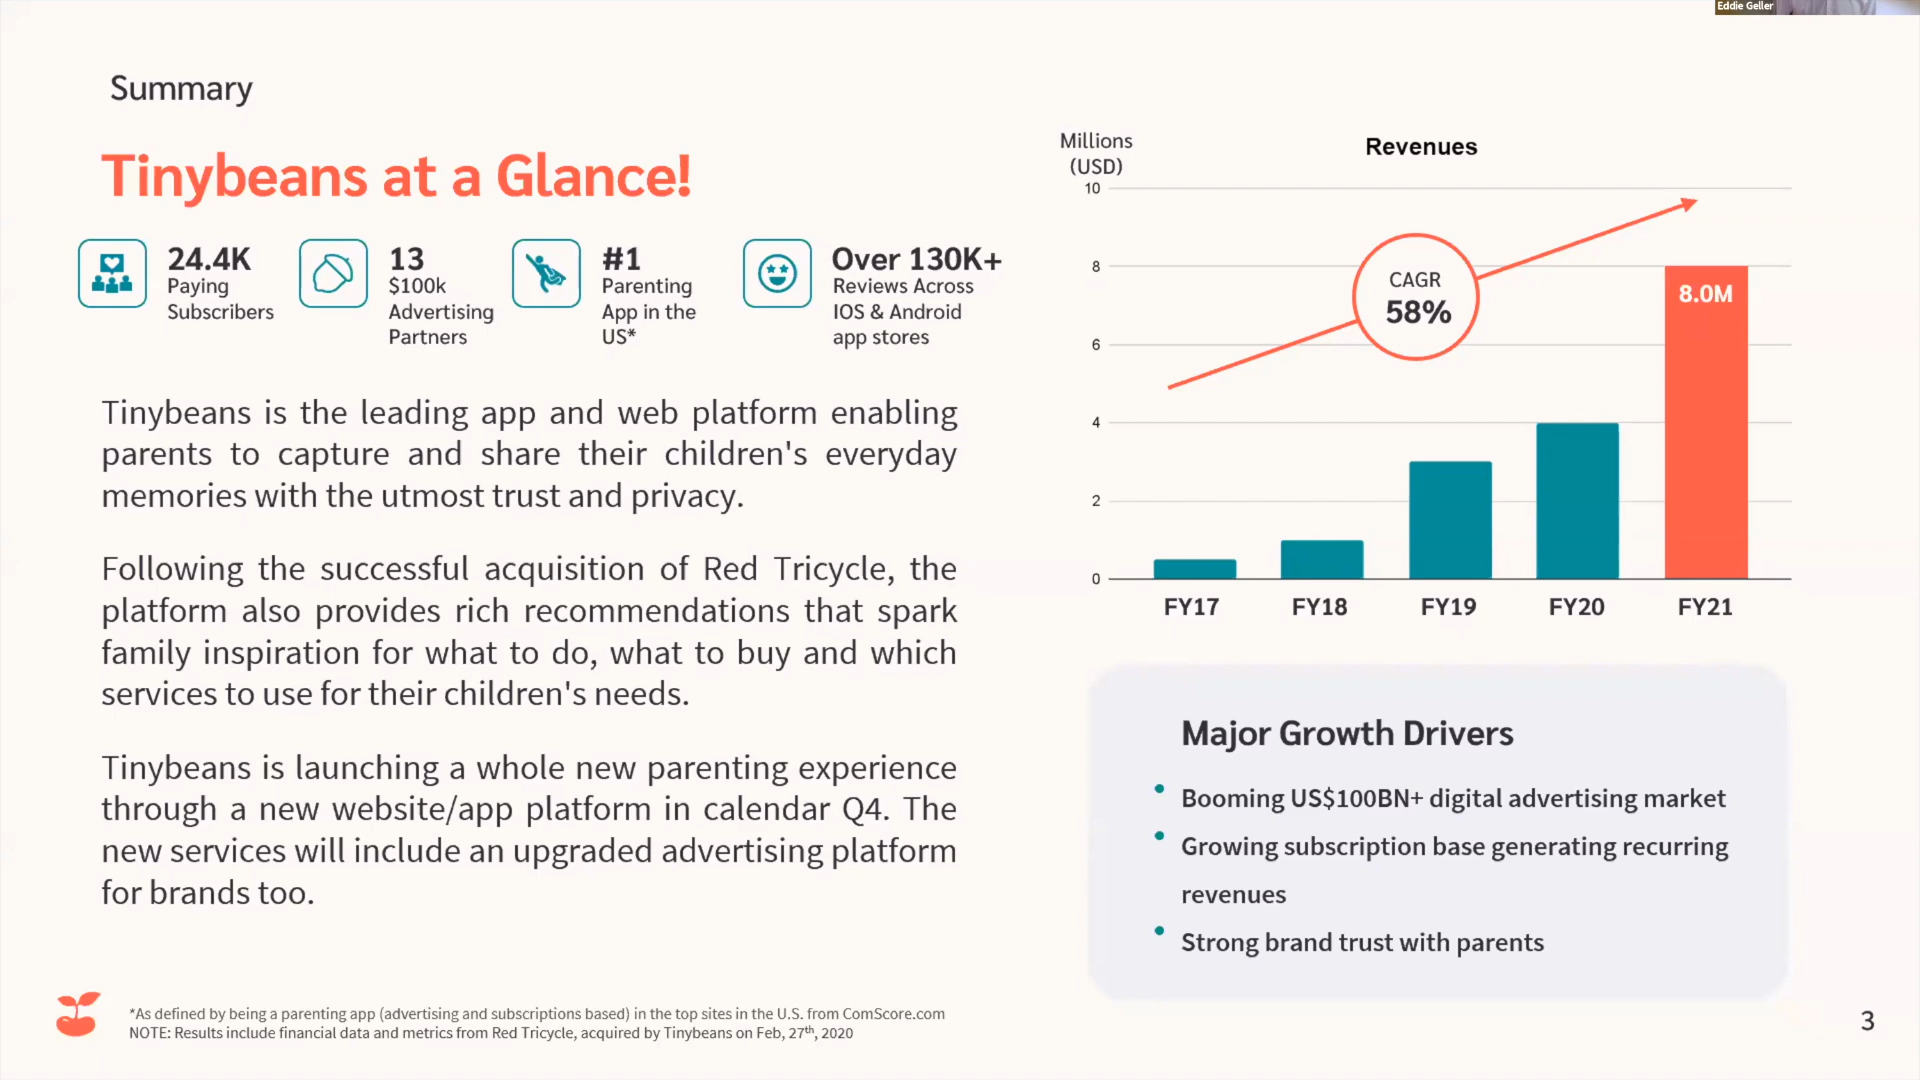 Eddie Geller
Summary
Tinybeans at a Glance!
24.4K
Paying
Subscribers
13
$100k
Advertising
Partners
#1
Parenting
App in the
US*
Over 130K+
Reviews Across
IOS & Android
app stores
Tinybeans is the leading app and web platform enabling
parents to capture and share their children's everyday
memories with the utmost trust and privacy.
Following the successful acquisition of Red Tricycle, the
platform also provides rich recommendations that spark
family inspiration for what to do, what to buy and which
services to use for their children's needs.
Tinybeans is launching a whole new parenting experience
through a new website/app platform in calendar Q4. The
new services will include an upgraded advertising platform
for brands too.
Millions
(USD)
Revenues
10
8
6
4
2
0
CAGR
58%
8.0M
FY17
FY18
FY19
FY20
FY21
Major Growth Drivers
• Booming US$100BN+ digital advertising market
• Growing subscription base generating recurring
revenues
• Strong brand trust with parents
*As defined by being a parenting app (advertising and subscriptions based) in the top sites in the U.S. from ComScore.com
NOTE: Results include financial data and metrics from Red Tricycle, acquired by Tinybeans on Feb, 27th, 2020
3